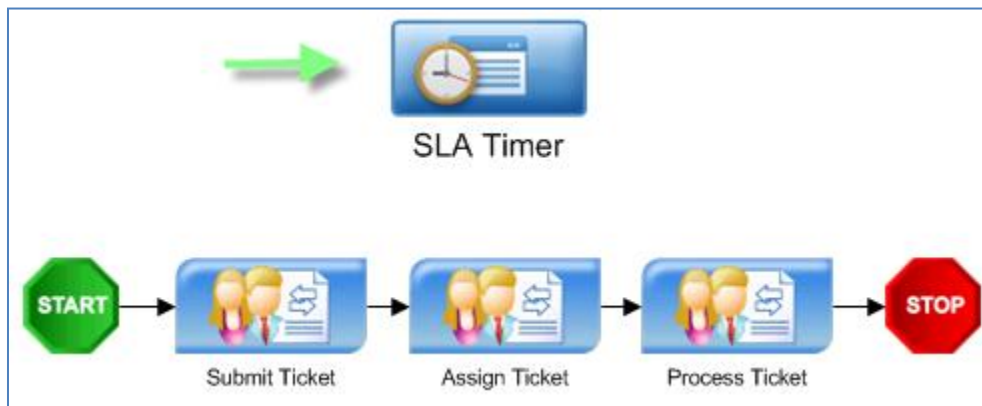 SLA Timer
START
STOP
Submit Ticket
Assign Ticket
Process Ticket